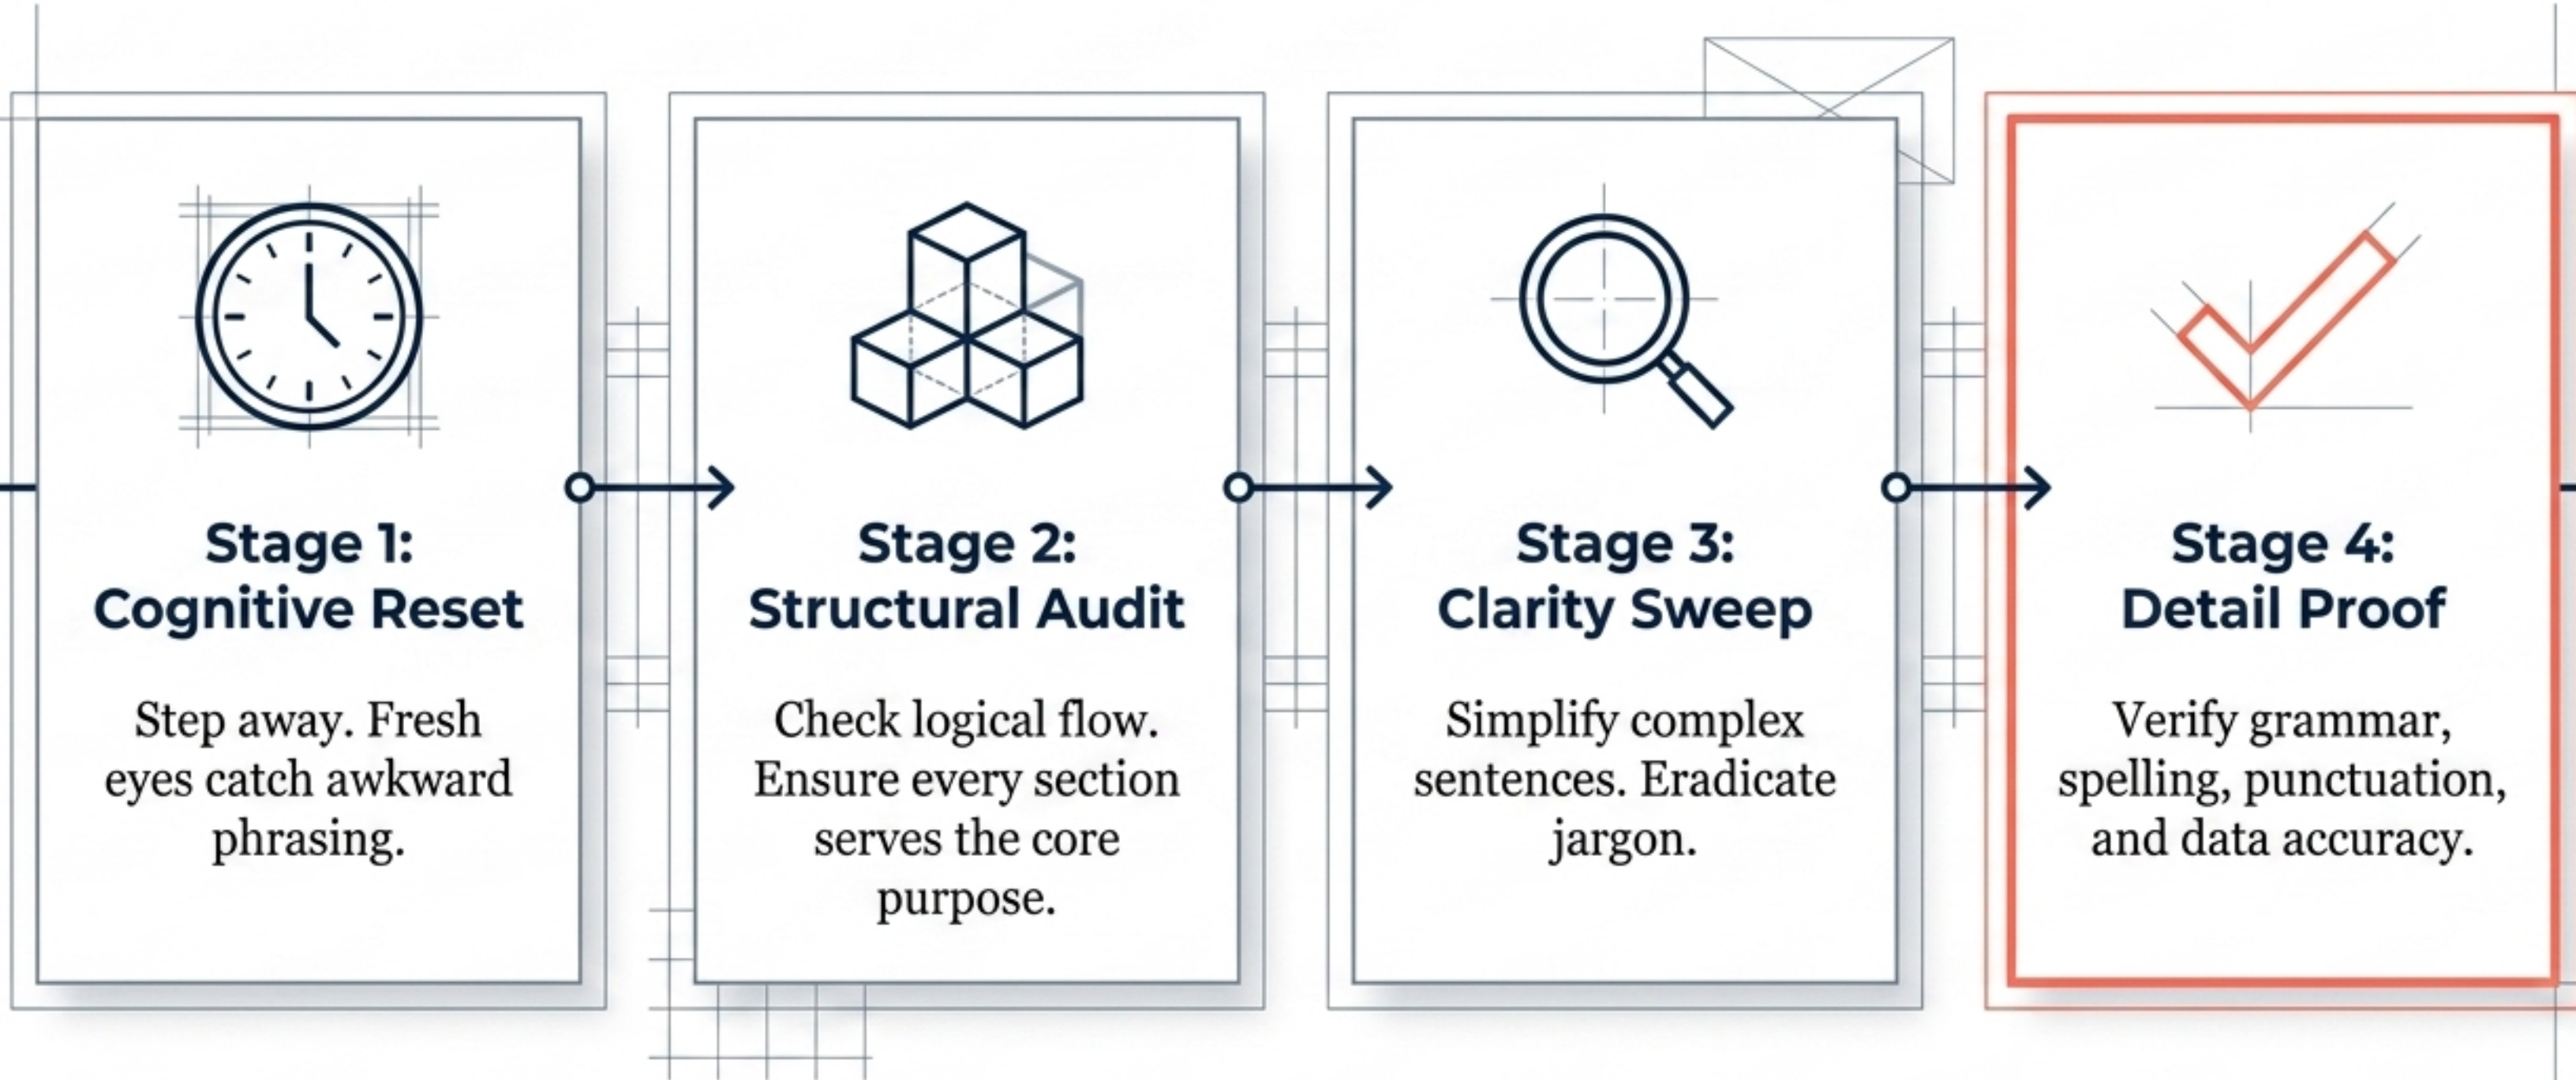 Stage 1:
Cognitive Reset
Step away. Fresh
eyes catch awkward
phrasing.
Stage 2:
Structural Audit
Check logical flow.
Ensure every section
serves the core
purpose.
Stage 3:
Clarity Sweep
Simplify complex
sentences. Eradicate
jargon.
Stage 4:
Detail Proof
Verify grammar,
spelling, punctuation,
and data accuracy.